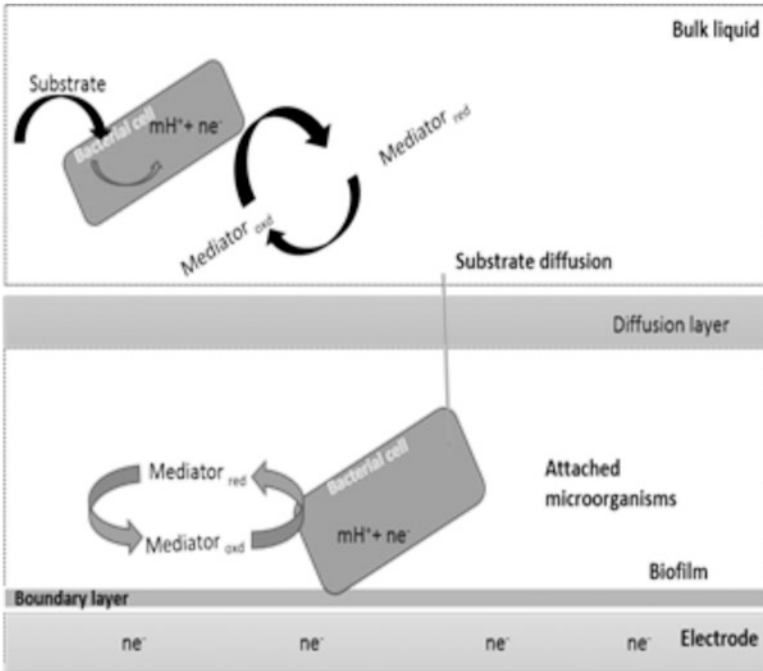 Bulk liquid
Substrate
Bacterial cell
mH⁺+ ne⁻
Mediator red
Mediator oxd
Substrate diffusion
Diffusion layer
Bacterial cell
Mediator red
Attached
microorganisms
Mediator oxd
mH⁺+ ne⁻
Biofilm
Boundary layer
ne⁻ ne⁻ ne⁻ ne⁻ Electrode